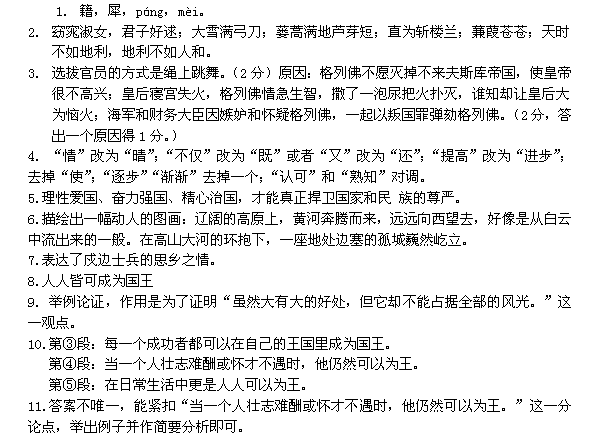 1. 籍，犀，páng，mèi。
2. 窈窕淑女，君子好逑；大雪满弓刀；蒌蒿满地芦芽短；直为斩楼兰；蒹葭苍苍；天时
不如地利，地利不如人和。
3. 选拔官员的方式是绳上跳舞。（2分）原因：格列佛不愿灭掉不来夫斯库帝国，使皇帝
很不高兴；皇后寝宫失火，格列佛情急生智，撒了一泡尿把火扑灭，谁知却让皇后大
为恼火；海军和财务大臣因嫉妒和怀疑格列佛，一起以叛国罪弹劾格列佛。（2分，答
出一个原因得1分。）
4. “情”改为“晴”；“不仅”改为“既”或者“又”改为“还”；“提高”改为“进步”；
去掉“使”；“逐步”“渐渐”去掉一个；“认可”和“熟知”对调。
5.理性爱国、奋力强国、精心治国，才能真正捍卫国家和民 族的尊严。
6.描绘出一幅动人的图画：辽阔的高原上，黄河奔腾而来，远远向西望去，好像是从白云
中流出来的一般。在高山大河的环抱下，一座地处边塞的孤城巍然屹立。
7.表达了戍边士兵的思乡之情。
8.人人皆可成为国王
9. 举例论证，作用是为了证明“虽然大有大的好处，但它却不能占据全部的风光。”这
一观点。
10.第③段：每一个成功者都可以在自己的王国里成为国王。
第④段：当一个人壮志难酬或怀才不遇时，他仍然可以为王。
第⑤段：在日常生活中更是人人可以为王。
11.答案不唯一，能紧扣“当一个人壮志难酬或怀才不遇时，他仍然可以为王。”这一分
论点，举出例子并作简要分析即可。